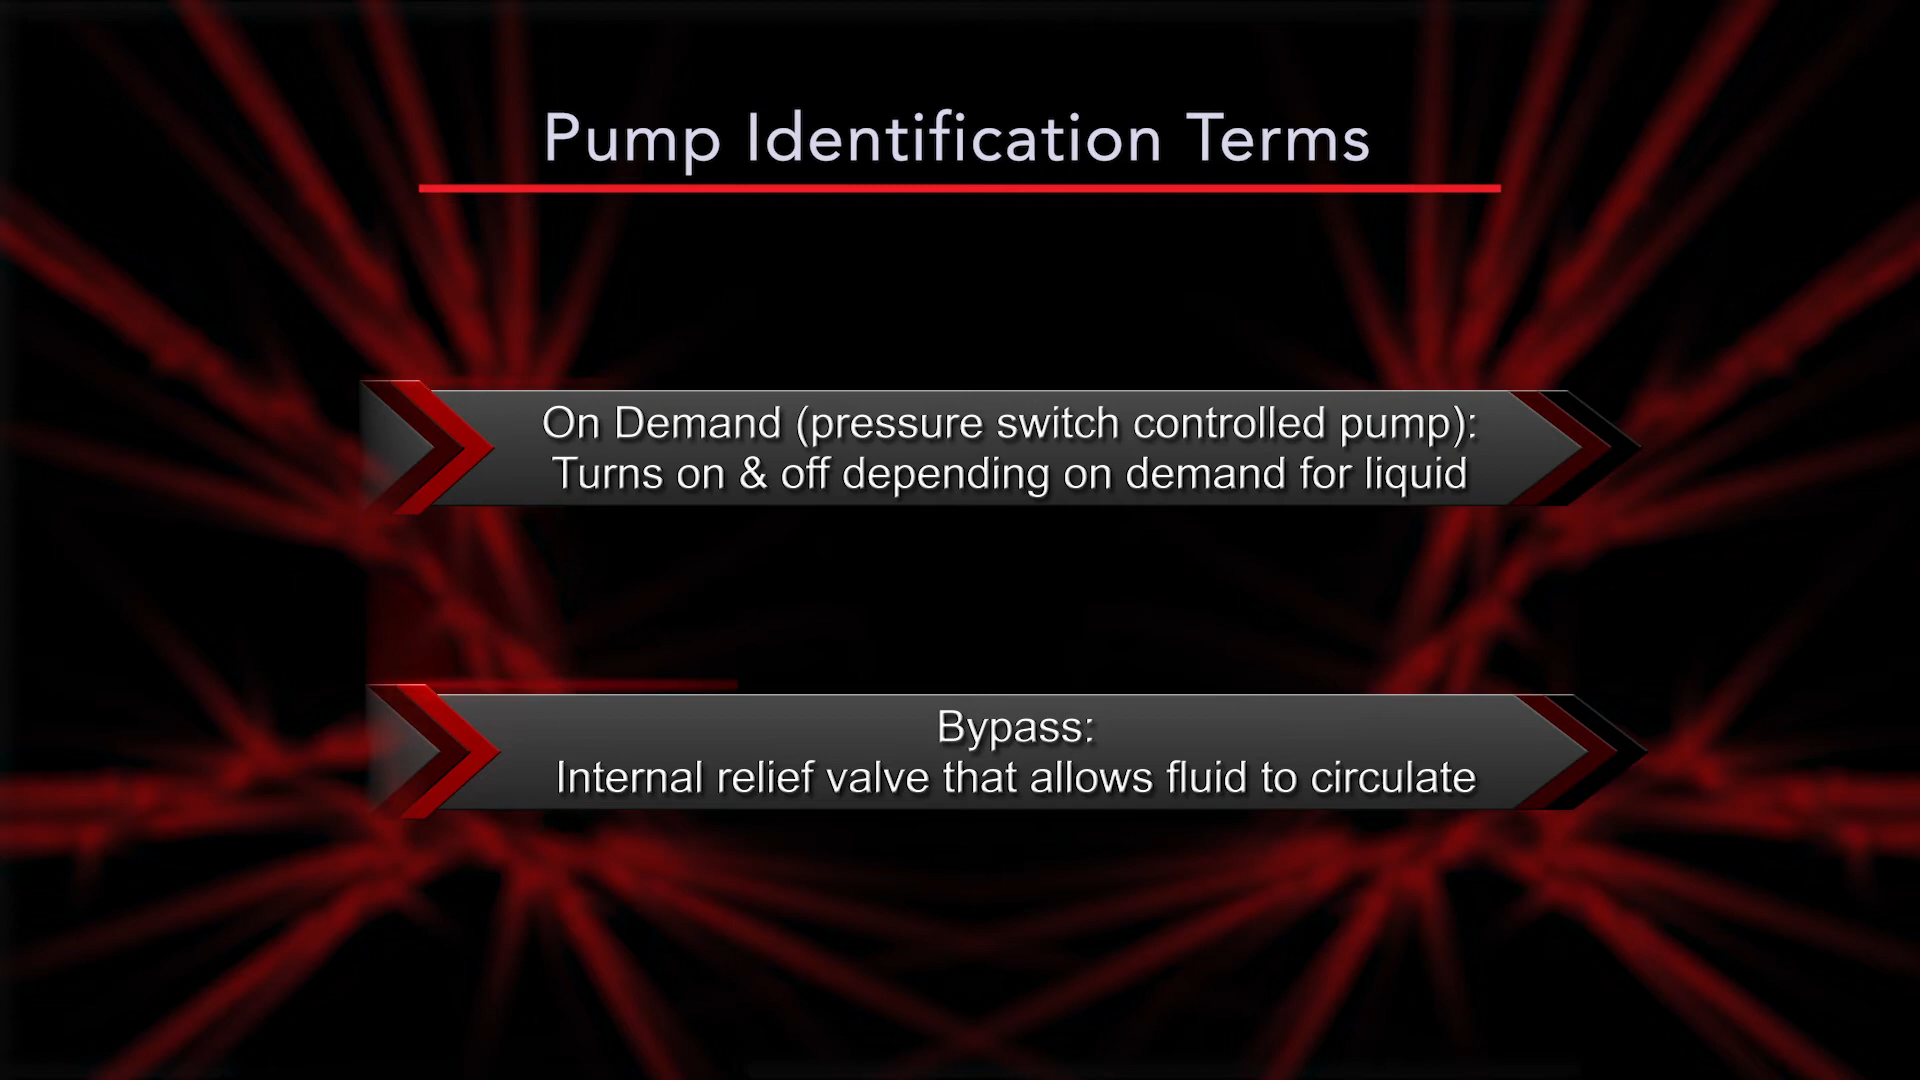 Pump Identification Terms
On Demand (pressure switch controlled pump):
Turns on & off depending on demand for liquid
Bypass:
Internal relief valve that allows fluid to circulate